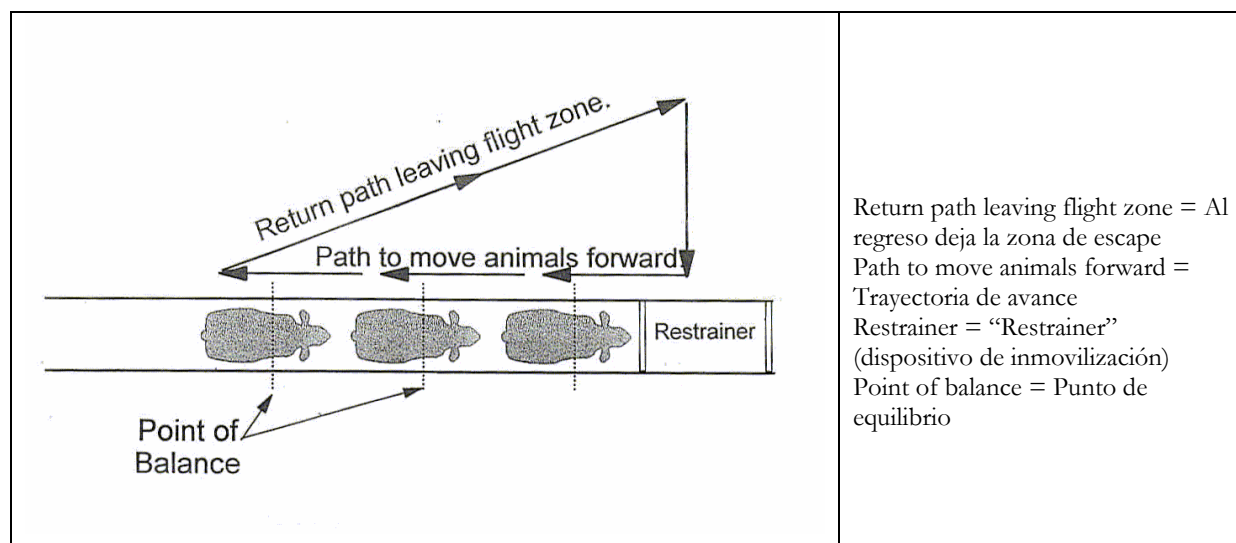 Return path leaving flight zone.
Path to move animals forward.
Restrainer
Point of
Balance
Return path leaving flight zone = Al
regreso deja la zona de escape
Path to move animals forward =
Trayectoria de avance
Restrainer = “Restrainer”
(dispositivo de inmovilización)
Point of balance = Punto de
equilibrio